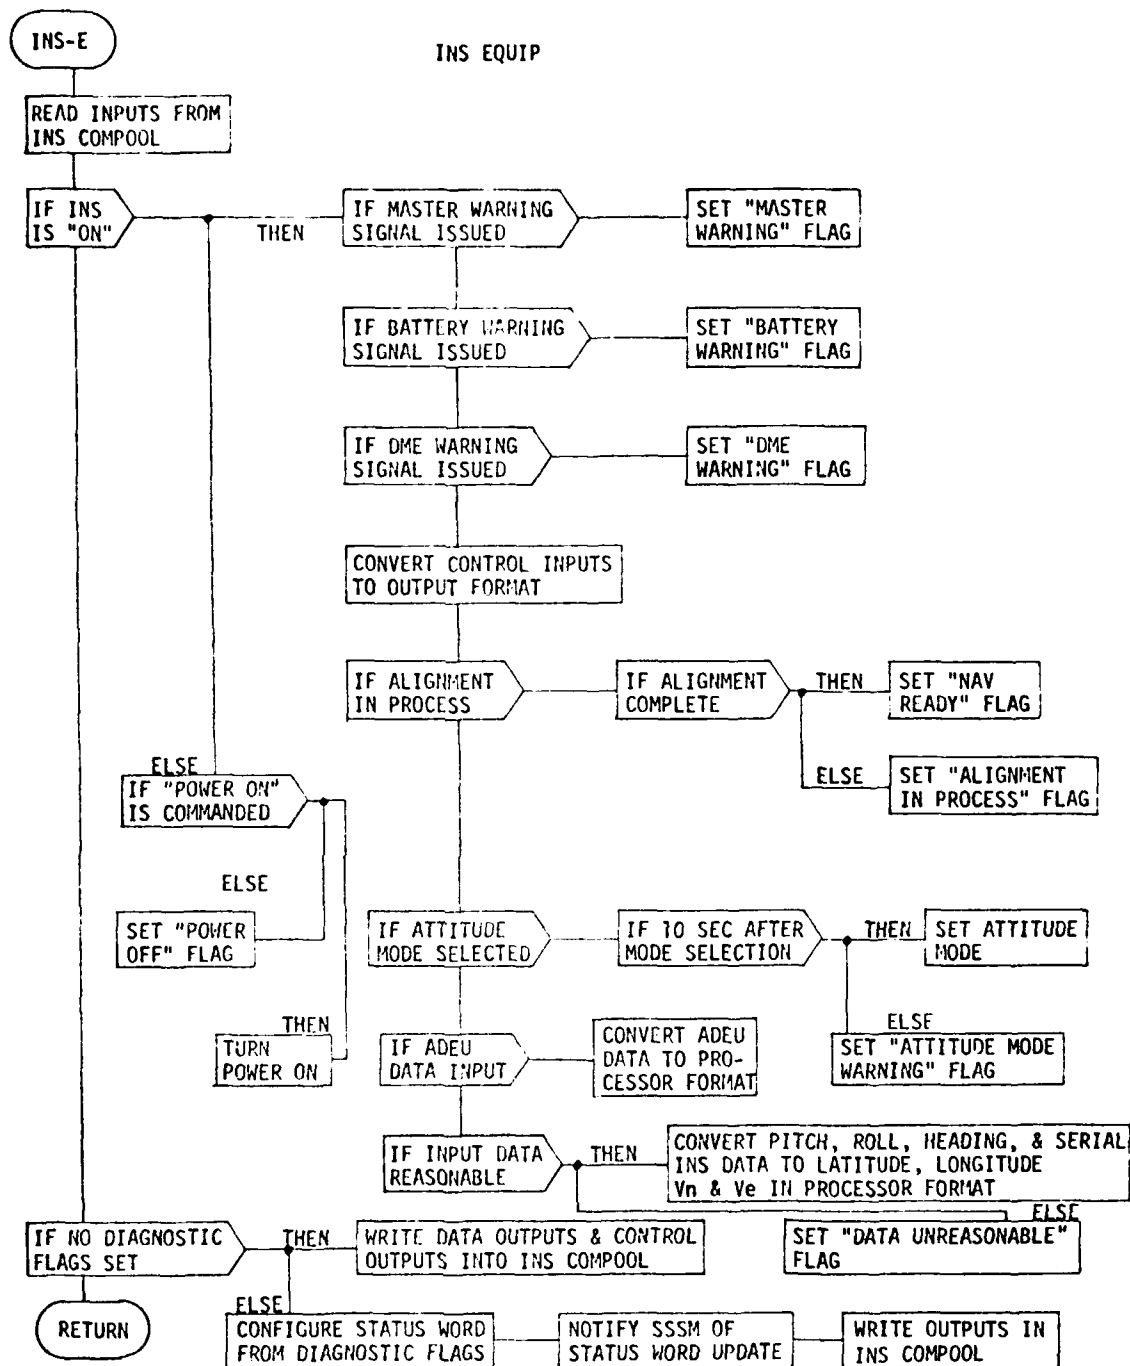 INS-E
INS EQUIP
READ INPUTS FROM
INS COMPOOL
IF INS
IS "ON"
THEN
IF MASTER WARNING
SIGNAL ISSUED
SET "MASTER
WARNING" FLAG
IF BATTERY WARNING
SIGNAL ISSUED
SET "BATTERY
WARNING" FLAG
IF DME WARNING
SIGNAL ISSUED
SET "DME
WARNING" FLAG
CONVERT CONTROL INPUTS
TO OUTPUT FORMAT
IF ALIGNMENT
IN PROCESS
IF ALIGNMENT
COMPLETE
THEN
SET "NAV
READY" FLAG
ELSE
SET "ALIGNMENT
IN PROCESS" FLAG
ELSE
IF "POWER ON"
IS COMMANDED
ELSE
SET "POWER
OFF" FLAG
THEN
TURN
POWER ON
IF ATTITUDE
MODE SELECTED
IF 10 SEC AFTER
MODE SELECTION
THEN
SET ATTITUDE
MODE
ELSE
SET "ATTITUDE MODE
WARNING" FLAG
IF ADEU
DATA INPUT
CONVERT ADEU
DATA TO PRO-
CESSOR FORMAT
IF INPUT DATA
REASONABLE
THEN
CONVERT PITCH, ROLL, HEADING, & SERIAL
INS DATA TO LATITUDE, LONGITUDE
Vn & Ve IN PROCESSOR FORMAT
ELSE
SET "DATA UNREASONABLE"
FLAG
IF NO DIAGNOSTIC
FLAGS SET
THEN
WRITE DATA OUTPUTS & CONTROL
OUTPUTS INTO INS COMPOOL
ELSE
CONFIGURE STATUS WORD
FROM DIAGNOSTIC FLAGS
NOTIFY SSSM OF
STATUS WORD UPDATE
WRITE OUTPUTS IN
INS COMPOOL
RETURN